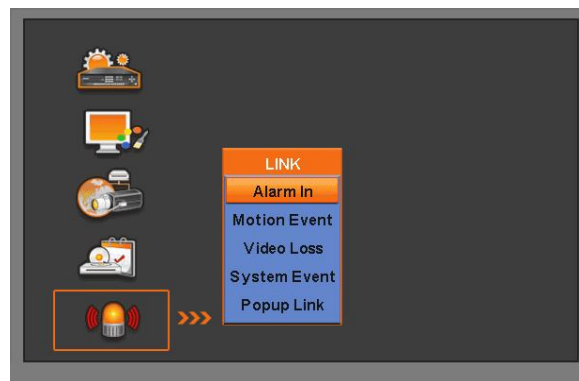 LINK
Alarm In
Motion Event
Video Loss
System Event
Popup Link